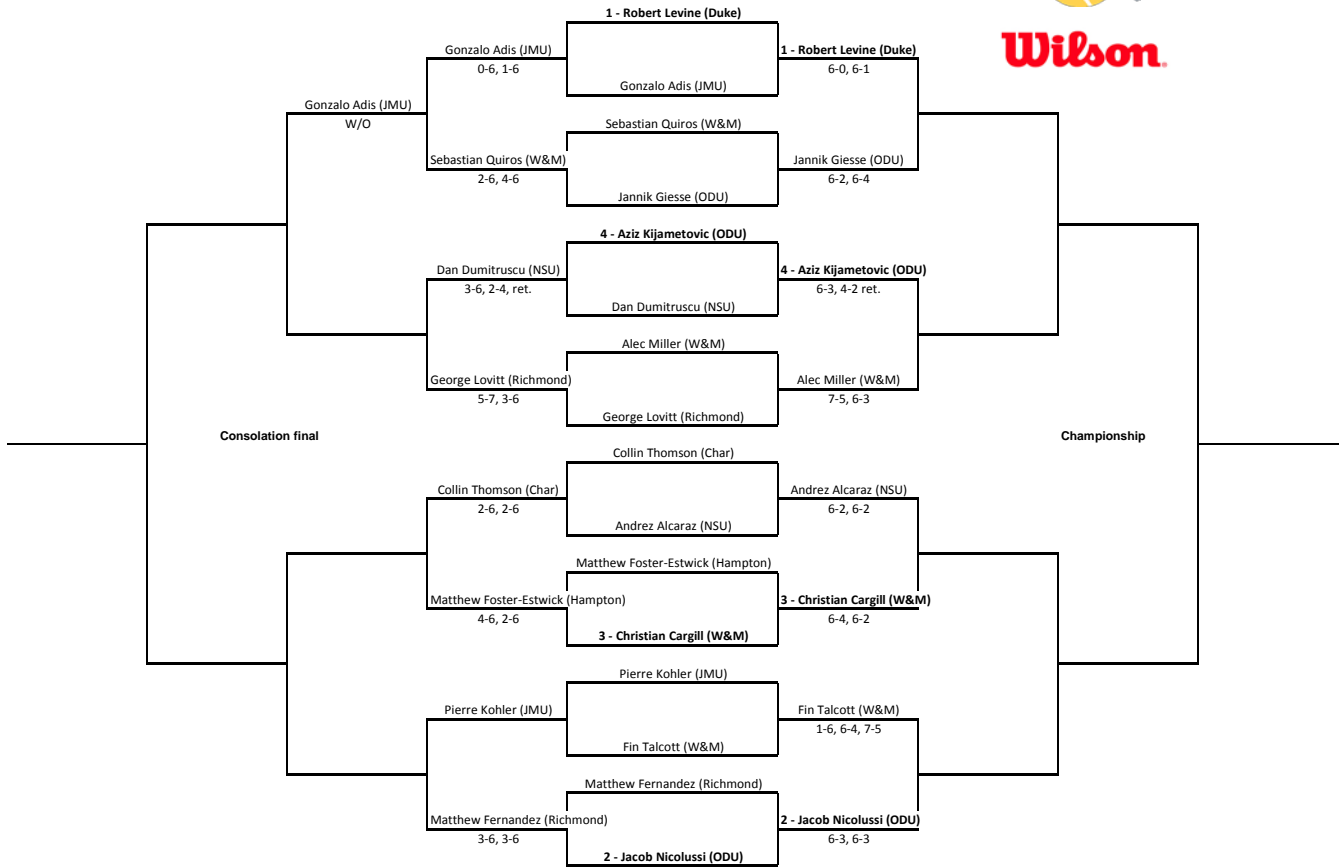 1 - Robert Levine (Duke)
Gonzalo Adis (JMU)
1 - Robert Levine (Duke)
Wilson.
0-6, 1-6
6-0, 6-1
Gonzalo Adis (JMU)
Gonzalo Adis (JMU)
W/O
Sebastian Quiros (W&M)
Sebastian Quiros (W&M)
Jannik Giesse (ODU)
2-6, 4-6
6-2, 6-4
Jannik Giesse (ODU)
4 - Aziz Kijametovic (ODU)
Dan Dumitruscu (NSU)
4 - Aziz Kijametovic (ODU)
3-6, 2-4, ret.
6-3, 4-2 ret.
Dan Dumitruscu (NSU)
Alec Miller (W&M)
George Lovitt (Richmond)
Alec Miller (W&M)
5-7, 3-6
7-5, 6-3
George Lovitt (Richmond)
Consolation final
Championship
Collin Thomson (Char)
Collin Thomson (Char)
Andrez Alcaraz (NSU)
2-6, 2-6
6-2, 6-2
Andrez Alcaraz (NSU)
Matthew Foster-Estwick (Hampton)
Matthew Foster-Estwick (Hampton)
3 - Christian Cargill (W&M)
4-6, 2-6
6-4, 6-2
3 - Christian Cargill (W&M)
Pierre Kohler (JMU)
Pierre Kohler (JMU)
Fin Talcott (W&M)
1-6, 6-4, 7-5
Fin Talcott (W&M)
Matthew Fernandez (Richmond)
Matthew Fernandez (Richmond)
2 - Jacob Nicolussi (ODU)
3-6, 3-6
6-3, 6-3
2 - Jacob Nicolussi (ODU)